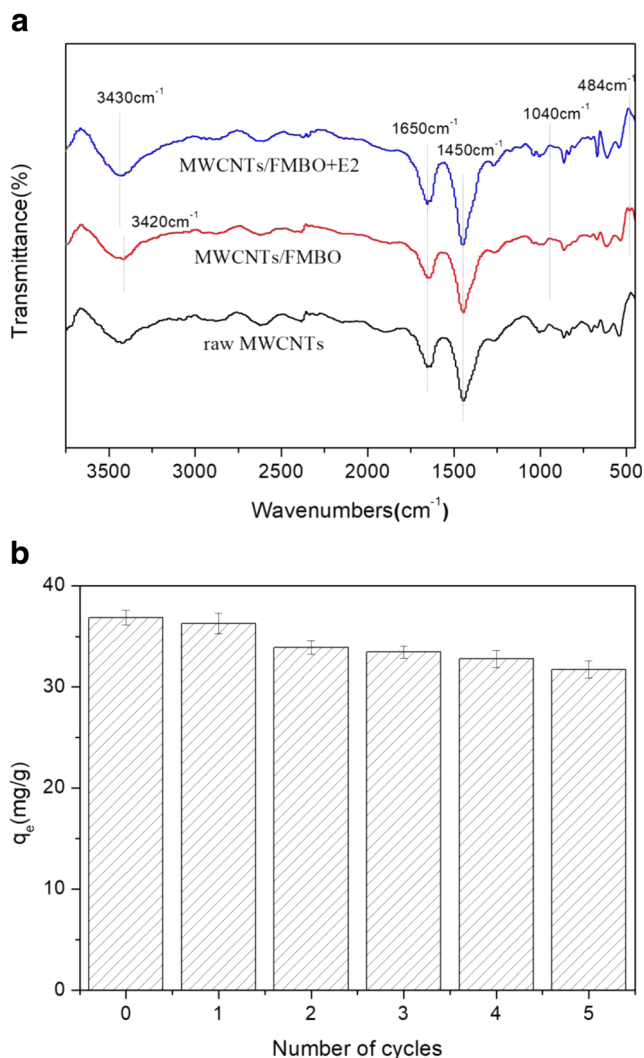 a
3430cm⁻¹
1650cm⁻¹
1450cm⁻¹
1040cm⁻¹
484cm⁻¹
MWCNTs/FMBO+E2
3420cm⁻¹
MWCNTs/FMBO
raw MWCNTs
Transmittance(%)
3500 3000 2500 2000 1500 1000 500
Wavenumbers(cm⁻¹)
b
40
30
20
10
0
qₑ(mg/g)
0 1 2 3 4 5
Number of cycles